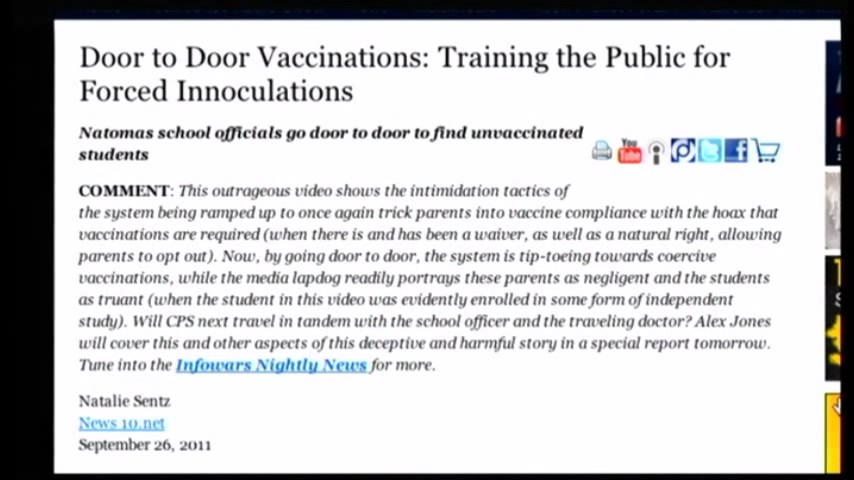 Door to Door Vaccinations: Training the Public for
Forced Innoculations
Natomas school officials go door to door to find unvaccinated
students
You
Tube
COMMENT: This outrageous video shows the intimidation tactics of
the system being ramped up to once again trick parents into vaccine compliance with the hoax that
vaccinations are required (when there is and has been a waiver, as well as a natural right, allowing
parents to opt out). Now, by going door to door, the system is tip-toeing towards coercive
vaccinations, while the media lapdog readily portrays these parents as negligent and the students
as truant (when the student in this video was evidently enrolled in some form of independent
study). Will CPS next travel in tandem with the school officer and the traveling doctor? Alex Jones
will cover this and other aspects of this deceptive and harmful story in a special report tomorrow.
Tune into the Infowars Nightly News for more.
Natalie Sentz
News 10.net
September 26, 2011